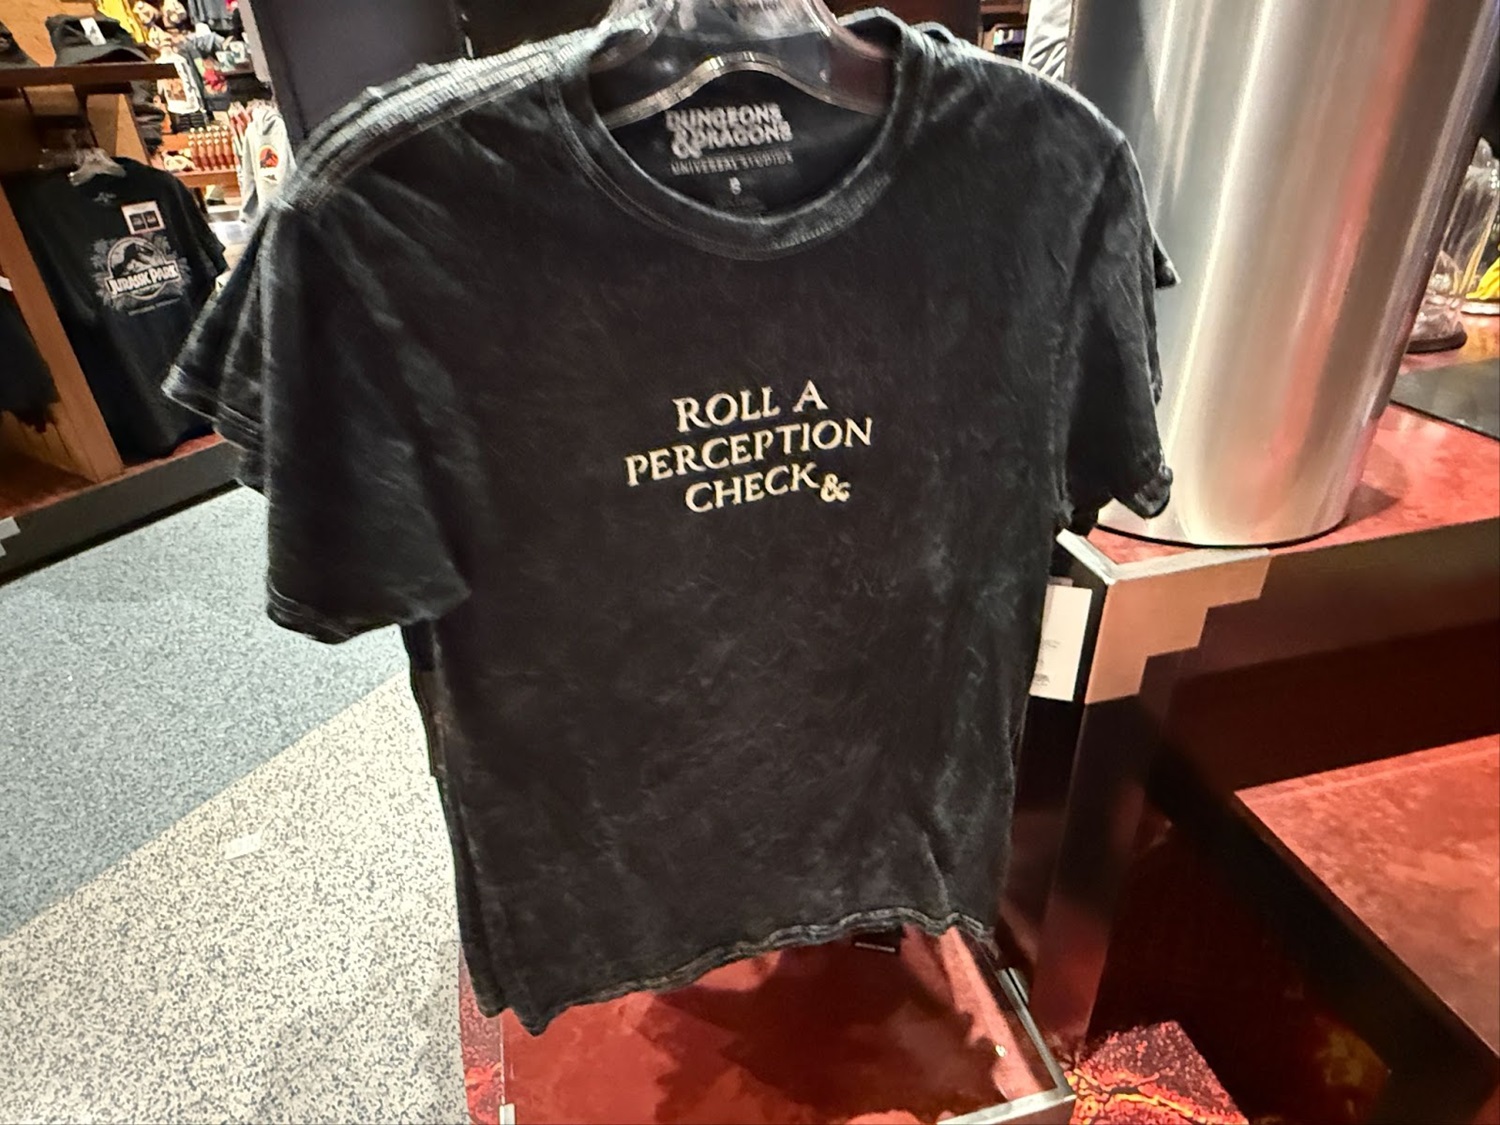 DUNGEONS
& DRAGONS
UNIVERSAL STUDIOS
S
ROLL A
PERCEPTION
CHECK &
JURASSIC PARK